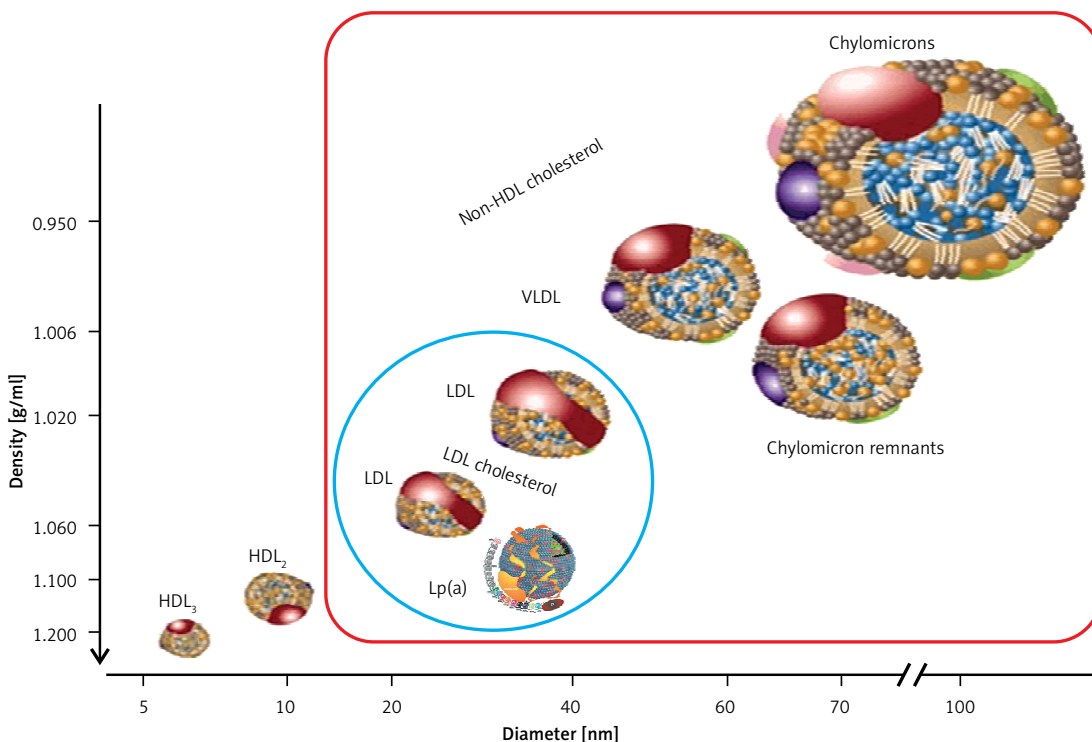 Chylomicrons
Non-HDL cholesterol
0.950
VLDL
1.006
LDL
1.020
Chylomicron remnants
LDL cholesterol
LDL
1.060
HDL₂
1.100
Lp(a)
HDL₃
1.200
Density [g/ml]
5 10 20 40 60 70 100
Diameter [nm]